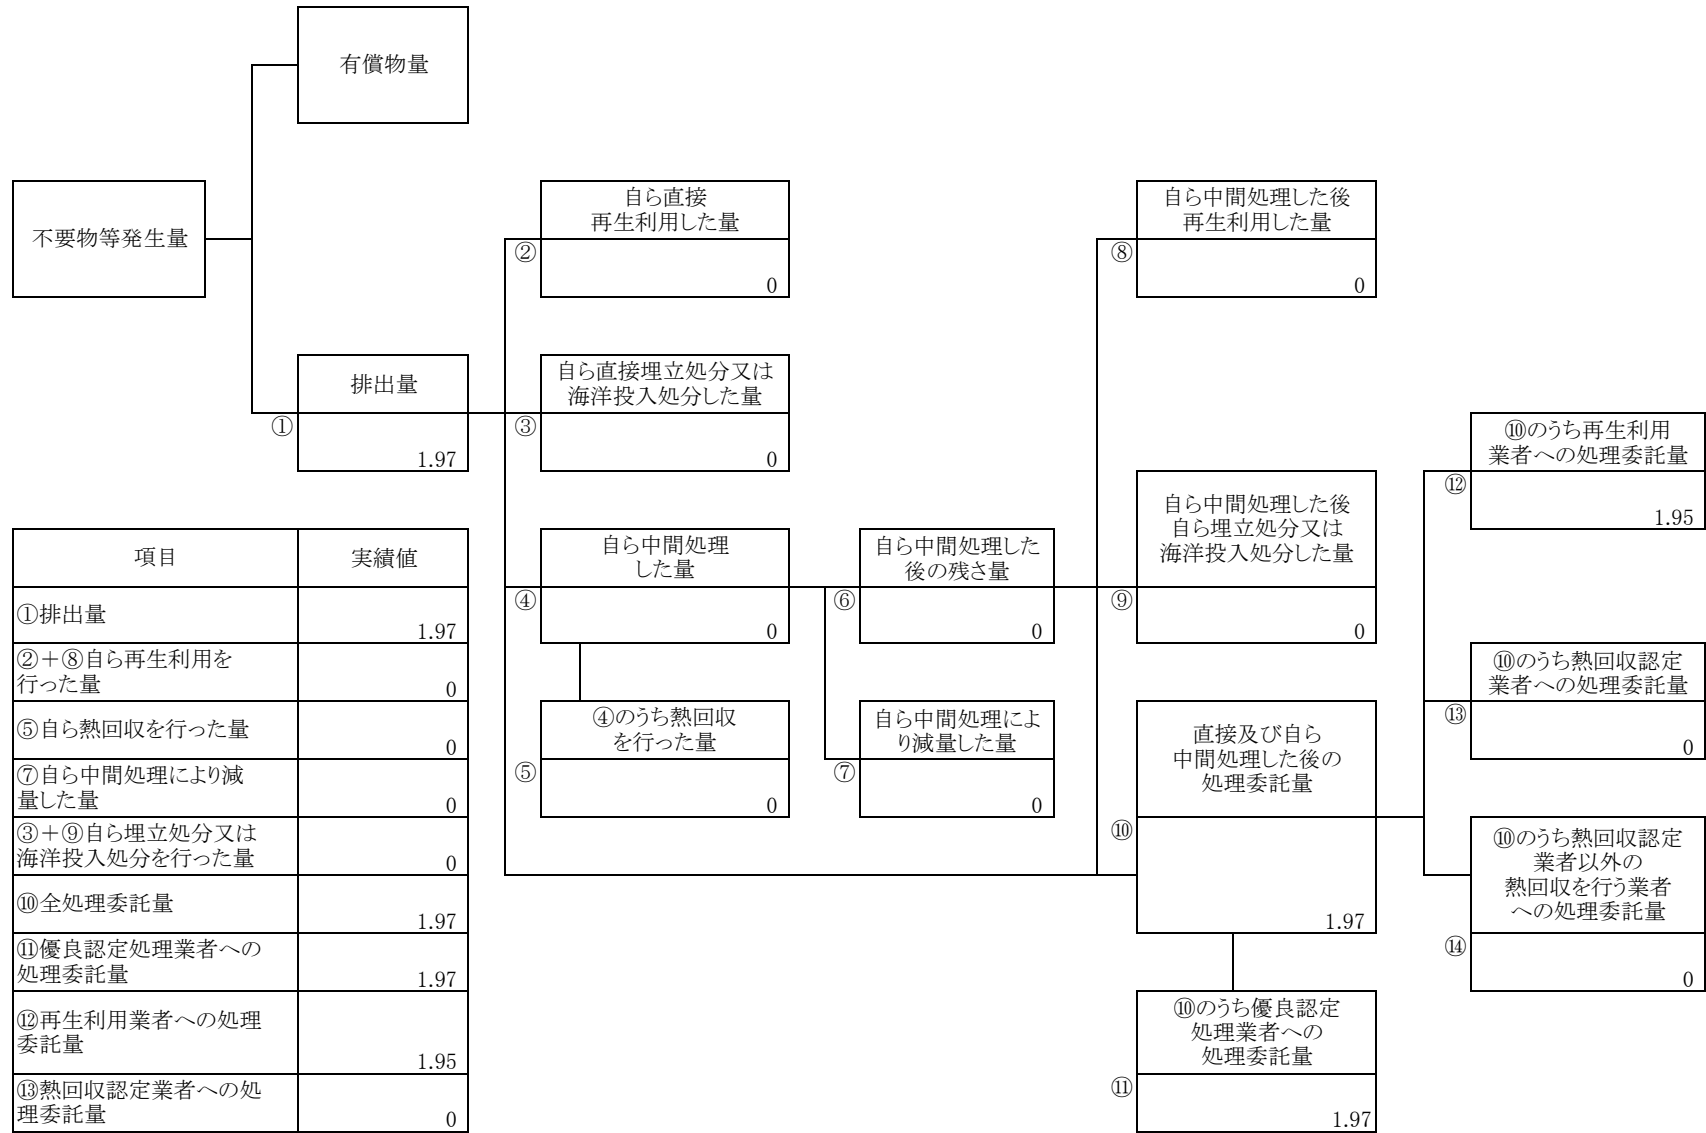 有償物量
不要物等発生量
排出量
①
1.97
自ら直接
再生利用した量
②
0
自ら直接埋立処分又は
海洋投入処分した量
③
0
自ら中間処理
した量
④
0
④のうち熱回収
を行った量
⑤
0
自ら中間処理した
後の残さ量
⑥
0
自ら中間処理によ
り減量した量
⑦
0
自ら中間処理した後
再生利用した量
⑧
0
自ら中間処理した後
自ら埋立処分又は
海洋投入処分した量
⑨
0
直接及び自ら
中間処理した後の
処理委託量
⑩
1.97
⑩のうち優良認定
処理業者への
処理委託量
⑪
1.97
⑩のうち再生利用
業者への処理委託量
⑫
1.95
⑩のうち熱回収認定
業者への処理委託量
⑬
0
⑩のうち熱回収認定
業者以外の
熱回収を行う業者
への処理委託量
⑭
0
項目 実績値
①排出量 1.97
②+⑧自ら再生利用を
行った量 0
⑤自ら熱回収を行った量 0
⑦自ら中間処理により減
量した量 0
③+⑨自ら埋立処分又は
海洋投入処分を行った量 0
⑩全処理委託量 1.97
⑪優良認定処理業者への
処理委託量 1.97
⑫再生利用業者への処理
委託量 1.95
⑬熱回収認定業者への処
理委託量 0